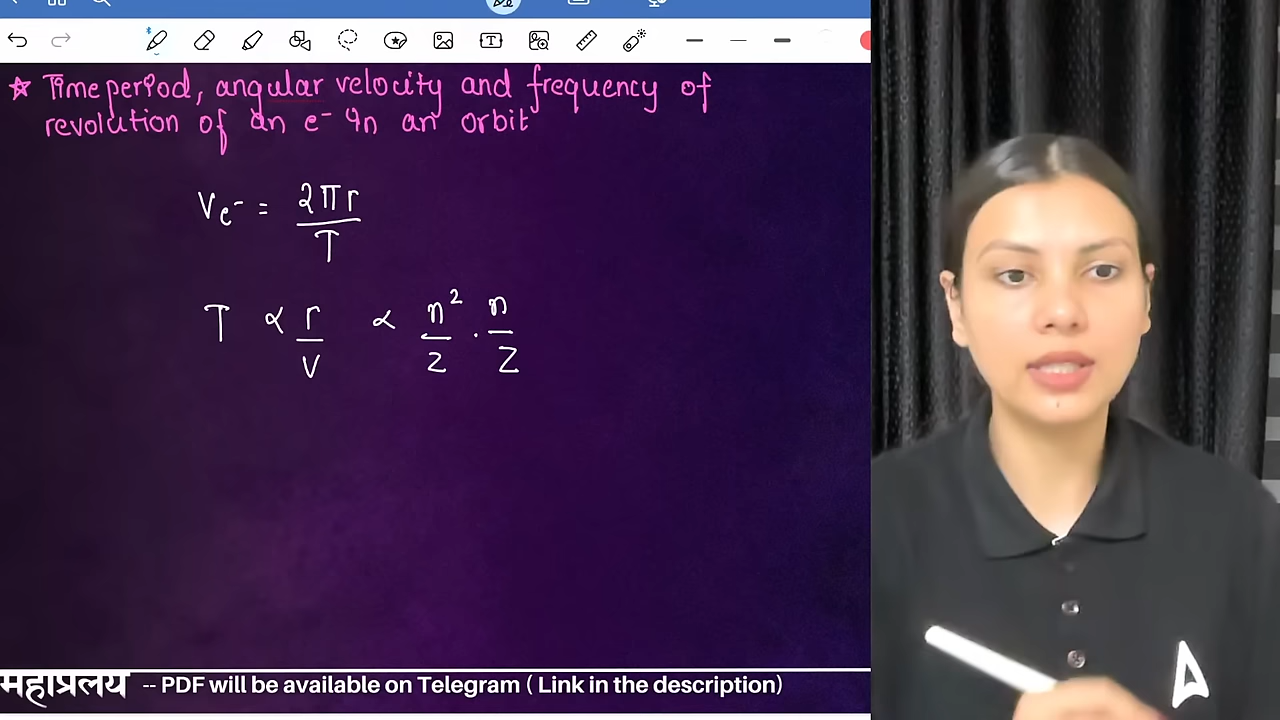 ☆ Time period, angular velocity and frequency of
revolution of an e⁻ in an orbit
Ve⁻ = 2πr / T
T ∝ r / v ∝ n² / z · n / z
महाप्रलय -- PDF will be available on Telegram ( Link in the description)